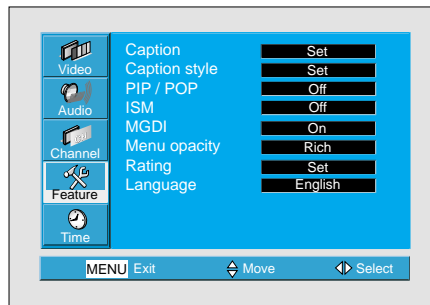 Video
Audio
Channel
Feature
Time
Caption Set
Caption style Set
PIP / POP Off
ISM Off
MGDI On
Menu opacity Rich
Rating Set
Language English
MENU Exit Move Select